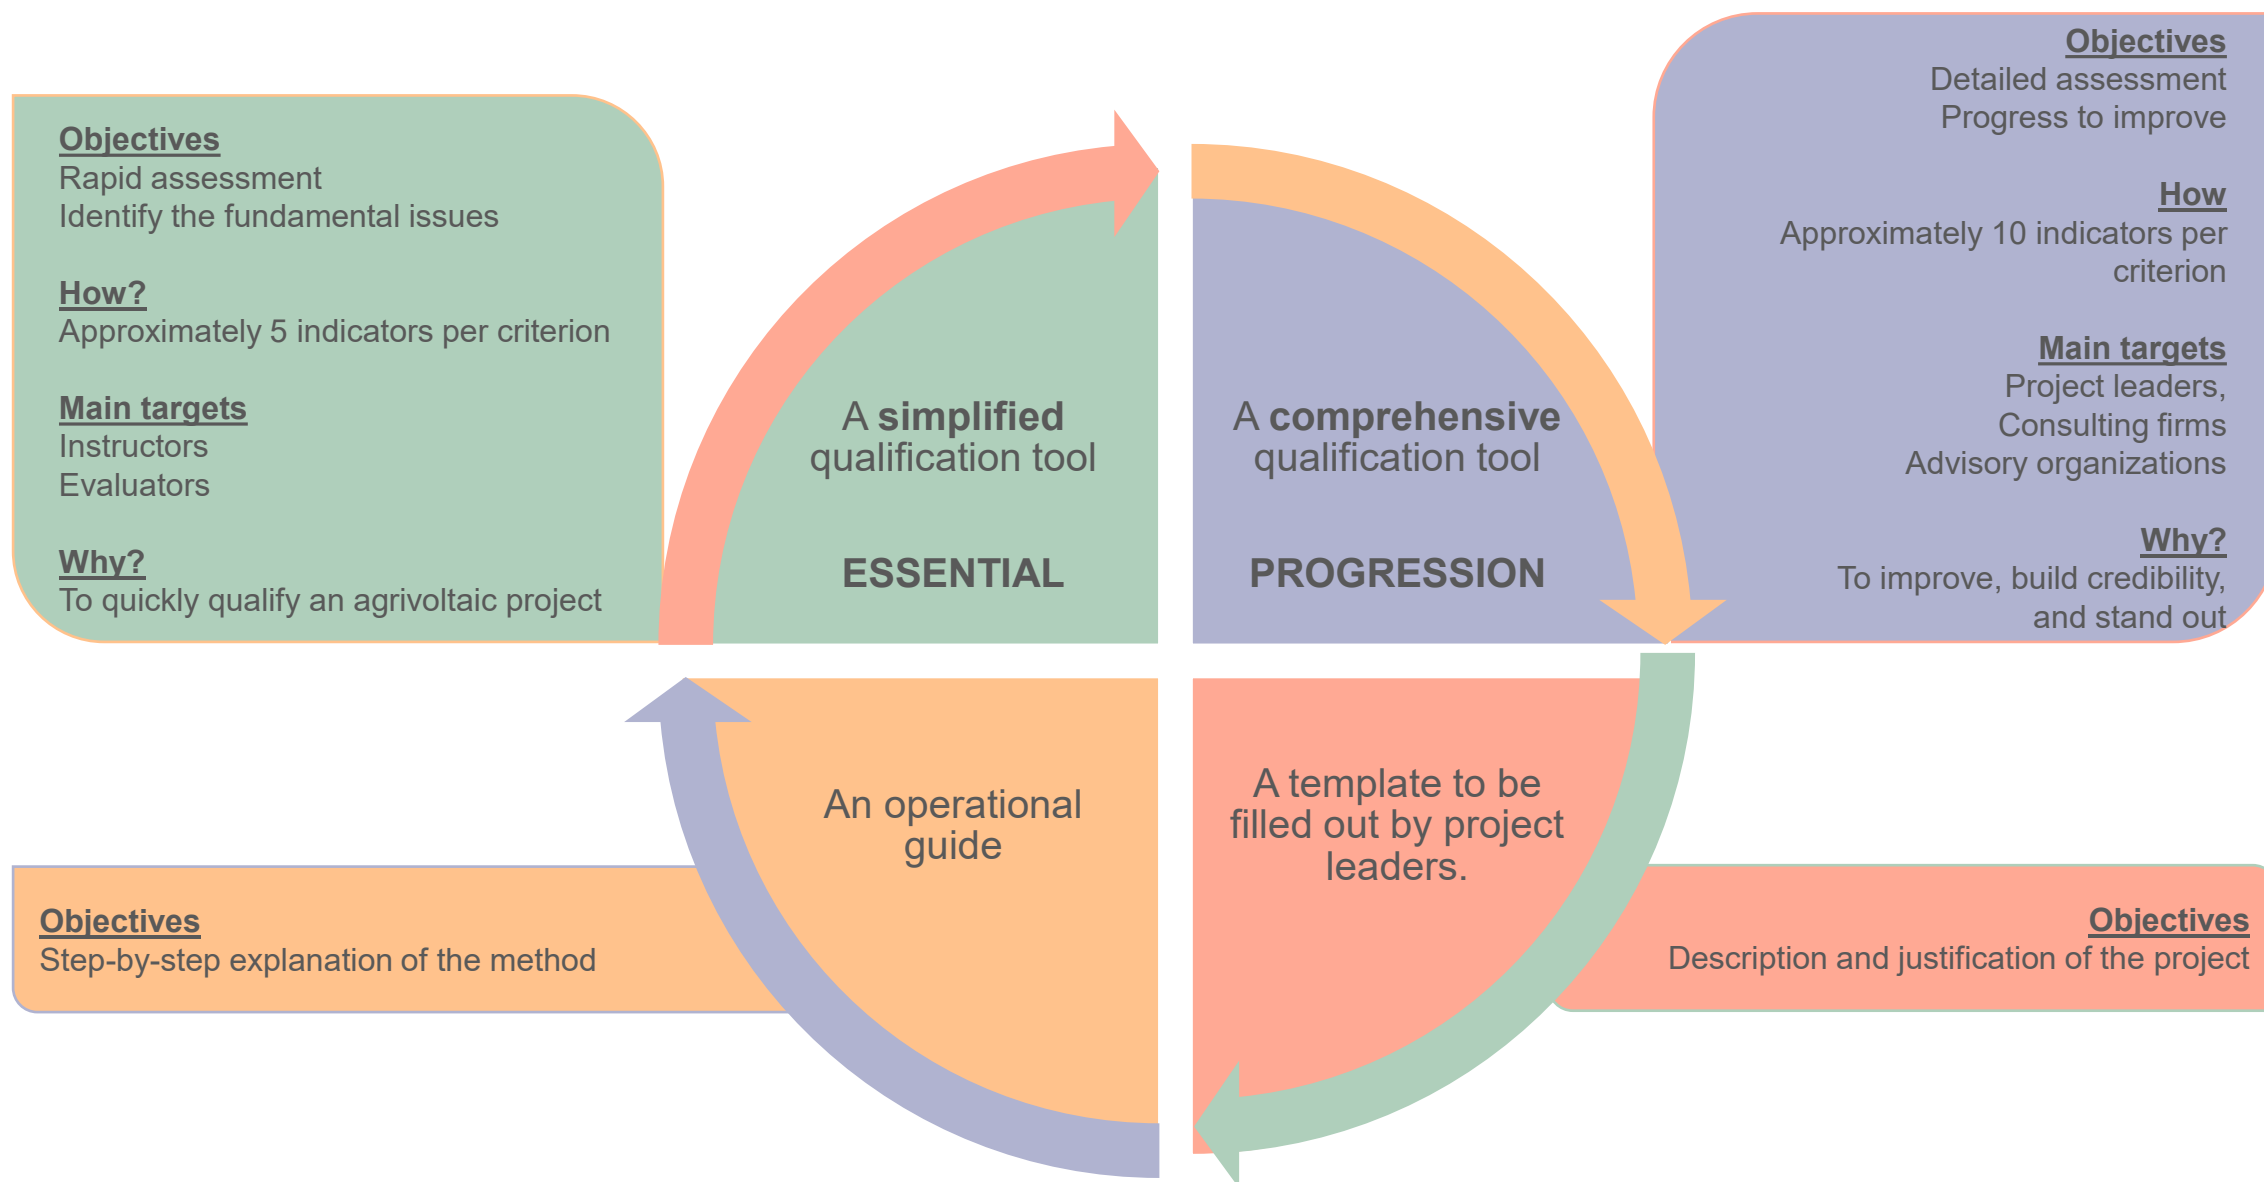 Objectives
Rapid assessment
Identify the fundamental issues
How?
Approximately 5 indicators per criterion
Main targets
Instructors
Evaluators
Why?
To quickly qualify an agrivoltaic project
A simplified
qualification tool
ESSENTIAL
A comprehensive
qualification tool
PROGRESSION
Objectives
Detailed assessment
Progress to improve
How
Approximately 10 indicators per
criterion
Main targets
Project leaders,
Consulting firms
Advisory organizations
Why?
To improve, build credibility,
and stand out
An operational
guide
A template to be
filled out by project
leaders.
Objectives
Step-by-step explanation of the method
Objectives
Description and justification of the project